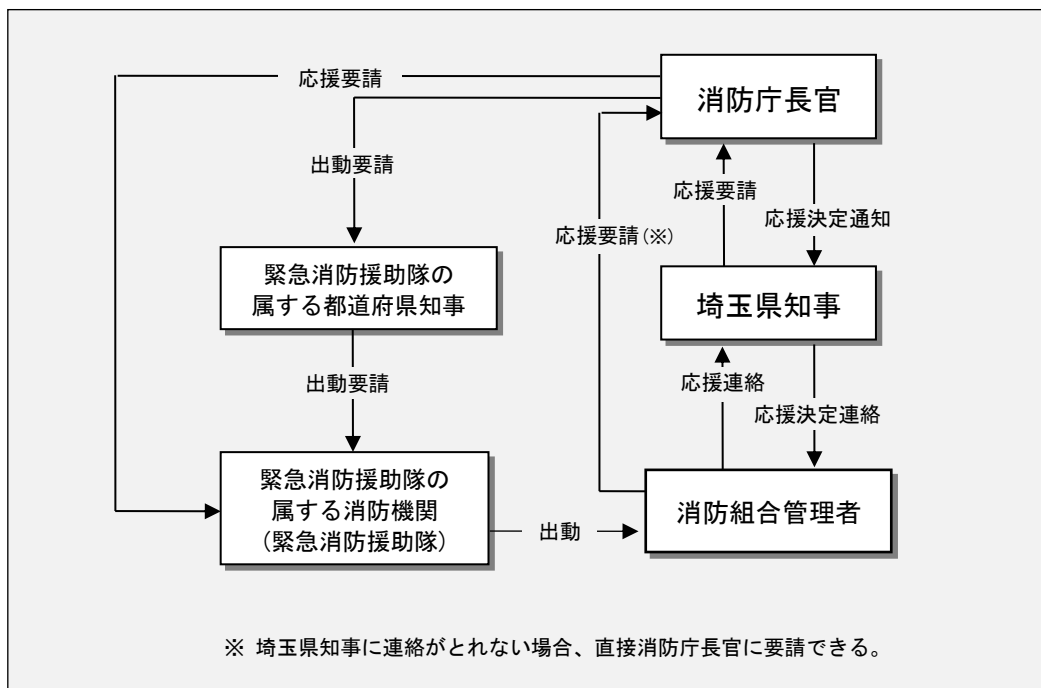 応援要請
消防庁長官
出動要請
応援要請
応援決定通知
応援要請(※)
緊急消防援助隊の
属する都道府県知事
埼玉県知事
出動要請
応援連絡
応援決定連絡
緊急消防援助隊の
属する消防機関
(緊急消防援助隊)
出動
消防組合管理者
※ 埼玉県知事に連絡がとれない場合、直接消防庁長官に要請できる。